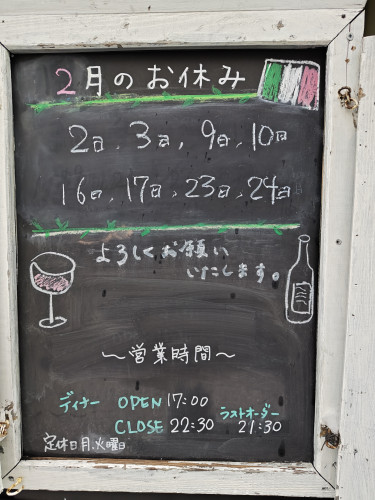 2月のお休み
2日、3日、9日、10日
16日、17日、23日、24日
よろしくお願い
いたします。
～営業時間～
ディナー OPEN 17:00
CLOSE 22:30 ラストオーダー 21:30
定休日月、火曜日